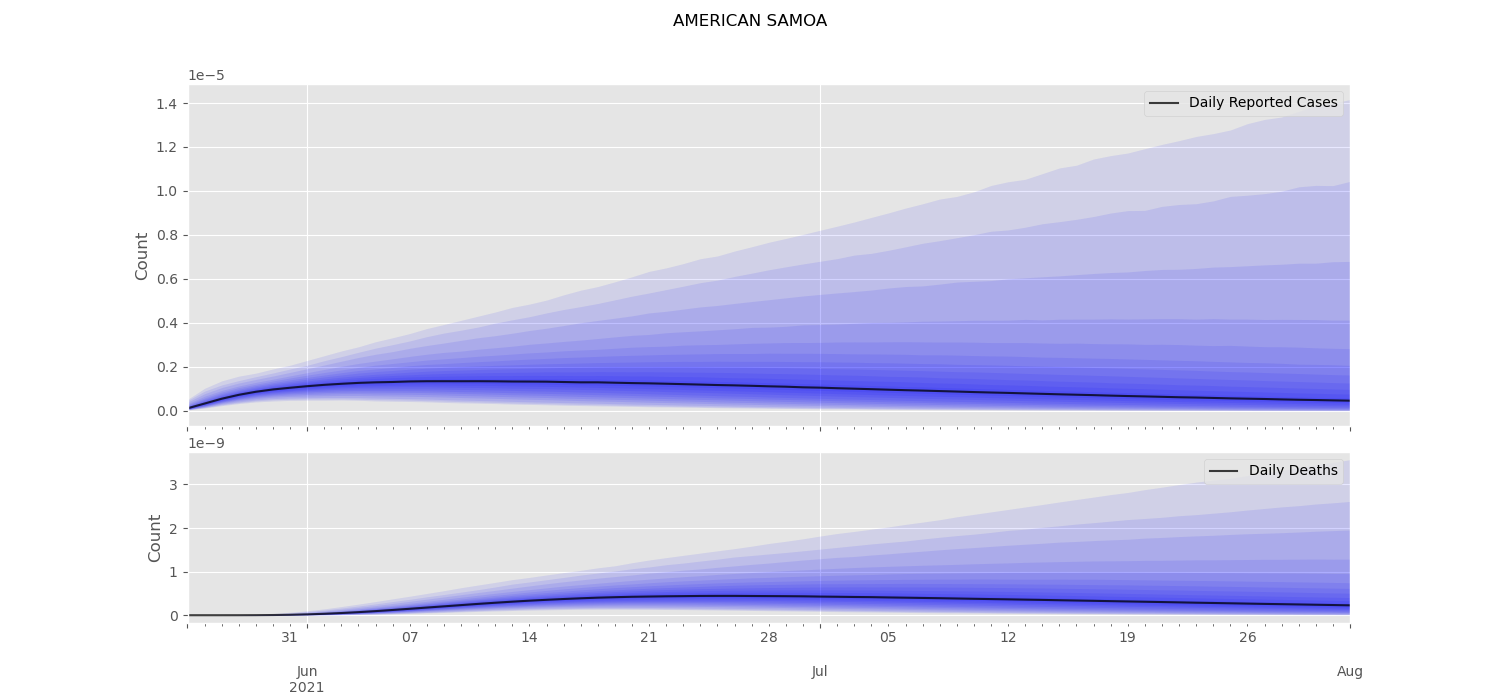 AMERICAN SAMOA
1e−5
Daily Reported Cases
1.4
1.2
1.0
0.8
0.6
0.4
0.2
0.0
Count
1e−9
Daily Deaths
3
2
1
0
Count
31 07 14 21 28 05 12 19 26
Jun Jul Aug
2021